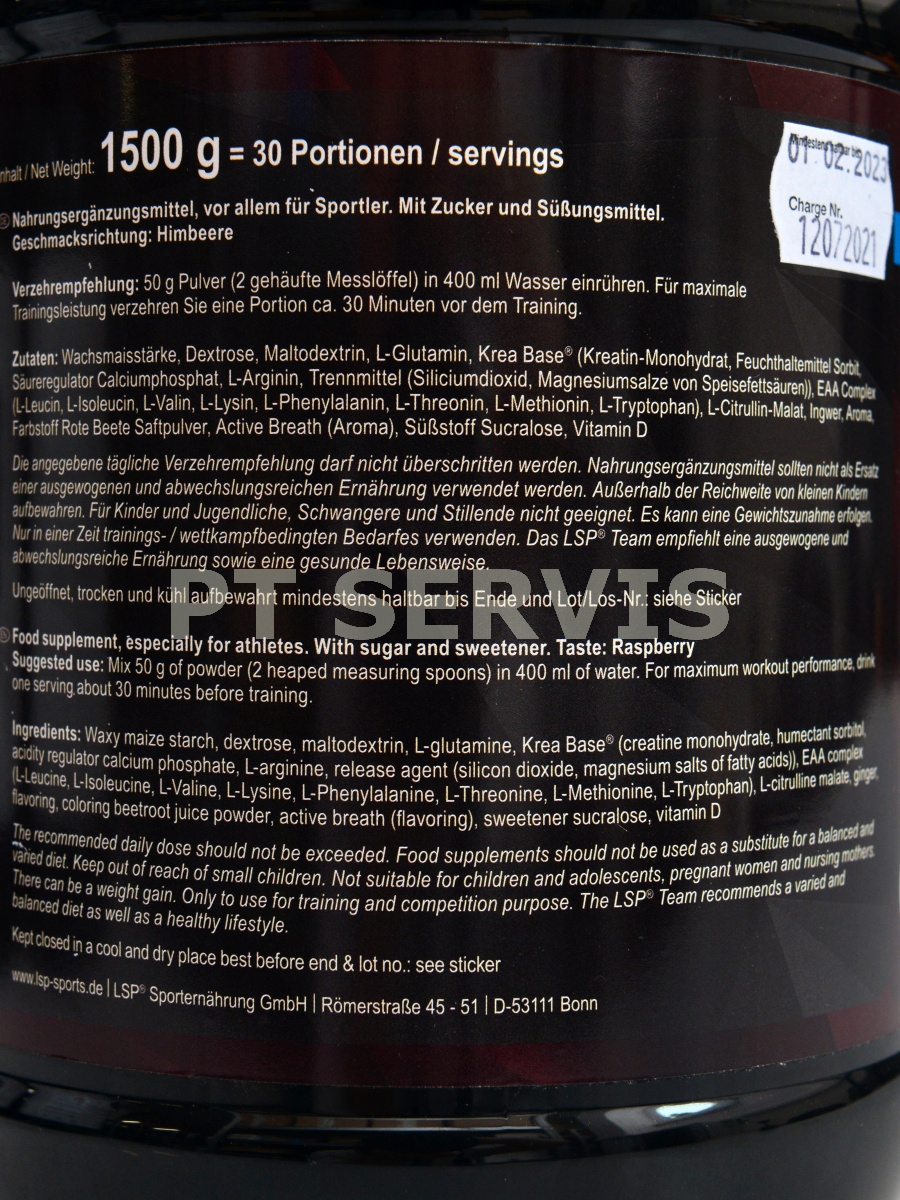 Inhalt / Net Weight: 1500 g = 30 Portionen / servings
Mindestens haltbar bis
01. 02. 2023
Charge Nr.
12072021
Nahrungsergänzungsmittel, vor allem für Sportler. Mit Zucker und Süßungsmittel.
Geschmacksrichtung: Himbeere
Verzehrempfehlung: 50 g Pulver (2 gehäufte Messlöffel) in 400 ml Wasser einrühren. Für maximale
Trainingsleistung verzehren Sie eine Portion ca. 30 Minuten vor dem Training.
Zutaten: Wachsmaisstärke, Dextrose, Maltodextrin, L-Glutamin, Krea Base® (Kreatin-Monohydrat, Feuchthaltemittel Sorbit,
Säureregulator Calciumphosphat, L-Arginin, Trennmittel (Siliciumdioxid, Magnesiumsalze von Speisefettsäuren)), EAA Complex
(L-Leucin, L-Isoleucin, L-Valin, L-Lysin, L-Phenylalanin, L-Threonin, L-Methionin, L-Tryptophan), L-Citrullin-Malat, Ingwer, Aroma,
Farbstoff Rote Beete Saftpulver, Active Breath (Aroma), Süßstoff Sucralose, Vitamin D
Die angegebene tägliche Verzehrempfehlung darf nicht überschritten werden. Nahrungsergänzungsmittel sollten nicht als Ersatz
einer ausgewogenen und abwechslungsreichen Ernährung verwendet werden. Außerhalb der Reichweite von kleinen Kindern
aufbewahren. Für Kinder und Jugendliche, Schwangere und Stillende nicht geeignet. Es kann eine Gewichtszunahme erfolgen.
Nur in einer Zeit trainings- / wettkampfbedingten Bedarfes verwenden. Das LSP® Team empfiehlt eine ausgewogene und
abwechslungsreiche Ernährung sowie eine gesunde Lebensweise.
Ungeöffnet, trocken und kühl aufbewahrt mindestens haltbar bis Ende und Lot/Los-Nr.: siehe Sticker
PT SERVIS
Food supplement, especially for athletes. With sugar and sweetener. Taste: Raspberry
Suggested use: Mix 50 g of powder (2 heaped measuring spoons) in 400 ml of water. For maximum workout performance, drink
one serving about 30 minutes before training.
Ingredients: Waxy maize starch, dextrose, maltodextrin, L-glutamine, Krea Base® (creatine monohydrate, humectant sorbitol,
acidity regulator calcium phosphate, L-arginine, release agent (silicon dioxide, magnesium salts of fatty acids)), EAA complex
(L-Leucine, L-Isoleucine, L-Valine, L-Lysine, L-Phenylalanine, L-Threonine, L-Methionine, L-Tryptophan), L-citrulline malate, ginger,
flavoring, coloring beetroot juice powder, active breath (flavoring), sweetener sucralose, vitamin D
The recommended daily dose should not be exceeded. Food supplements should not be used as a substitute for a balanced and
varied diet. Keep out of reach of small children. Not suitable for children and adolescents, pregnant women and nursing mothers.
There can be a weight gain. Only to use for training and competition purpose. The LSP® Team recommends a varied and
balanced diet as well as a healthy lifestyle.
Kept closed in a cool and dry place best before end & lot no.: see sticker
www.lsp-sports.de | LSP® Sporternährung GmbH | Römerstraße 45 - 51 | D-53111 Bonn